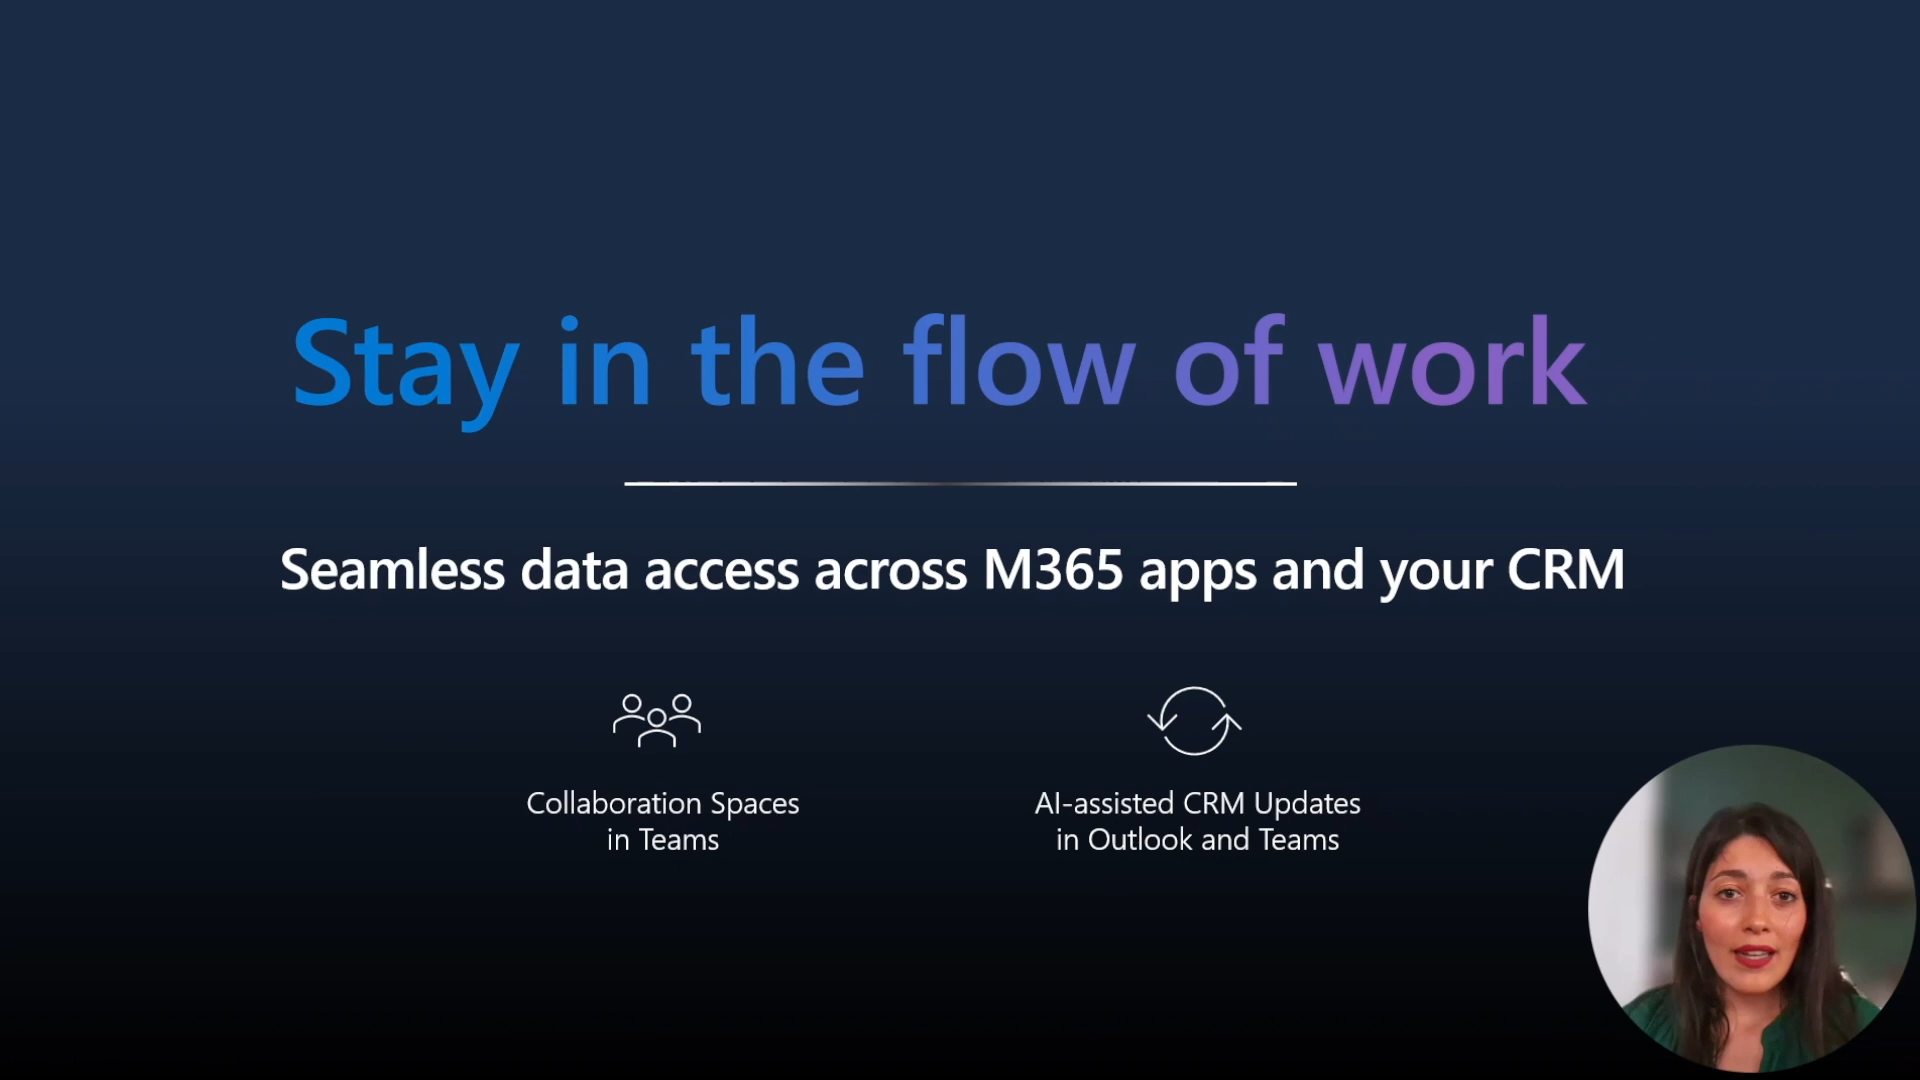 Stay in the flow of work
Seamless data access across M365 apps and your CRM
Collaboration Spaces
in Teams
AI-assisted CRM Updates
in Outlook and Teams